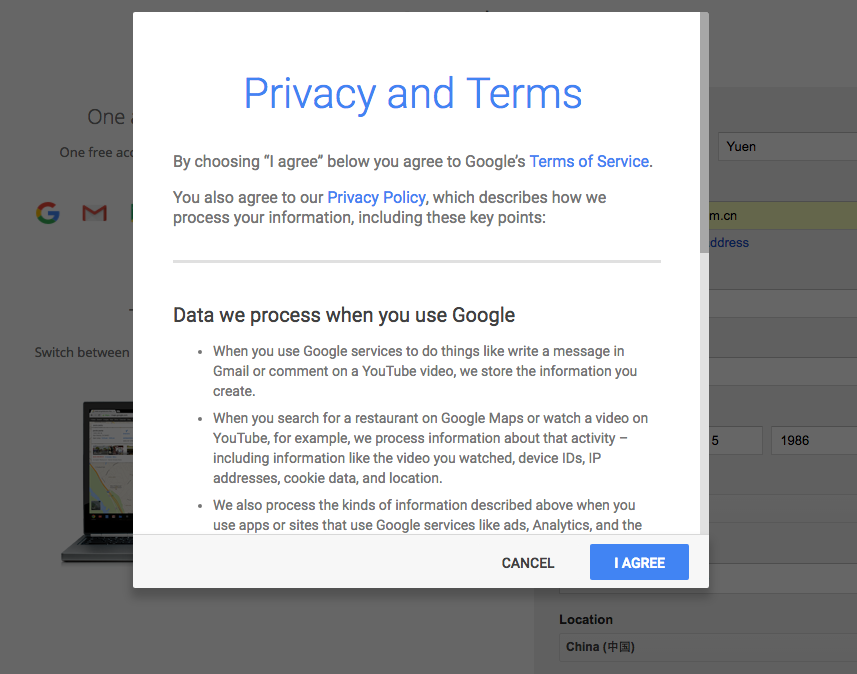 Privacy and Terms
By choosing “I agree” below you agree to Google’s Terms of Service.
You also agree to our Privacy Policy, which describes how we
process your information, including these key points:
Data we process when you use Google
• When you use Google services to do things like write a message in
Gmail or comment on a YouTube video, we store the information you
create.
• When you search for a restaurant on Google Maps or watch a video on
YouTube, for example, we process information about that activity –
including information like the video you watched, device IDs, IP
addresses, cookie data, and location.
• We also process the kinds of information described above when you
use apps or sites that use Google services like ads, Analytics, and the
CANCEL
I AGREE
One
One free acc
Switch between
Yuen
m.cn
ddress
5
1986
Location
China (中国)